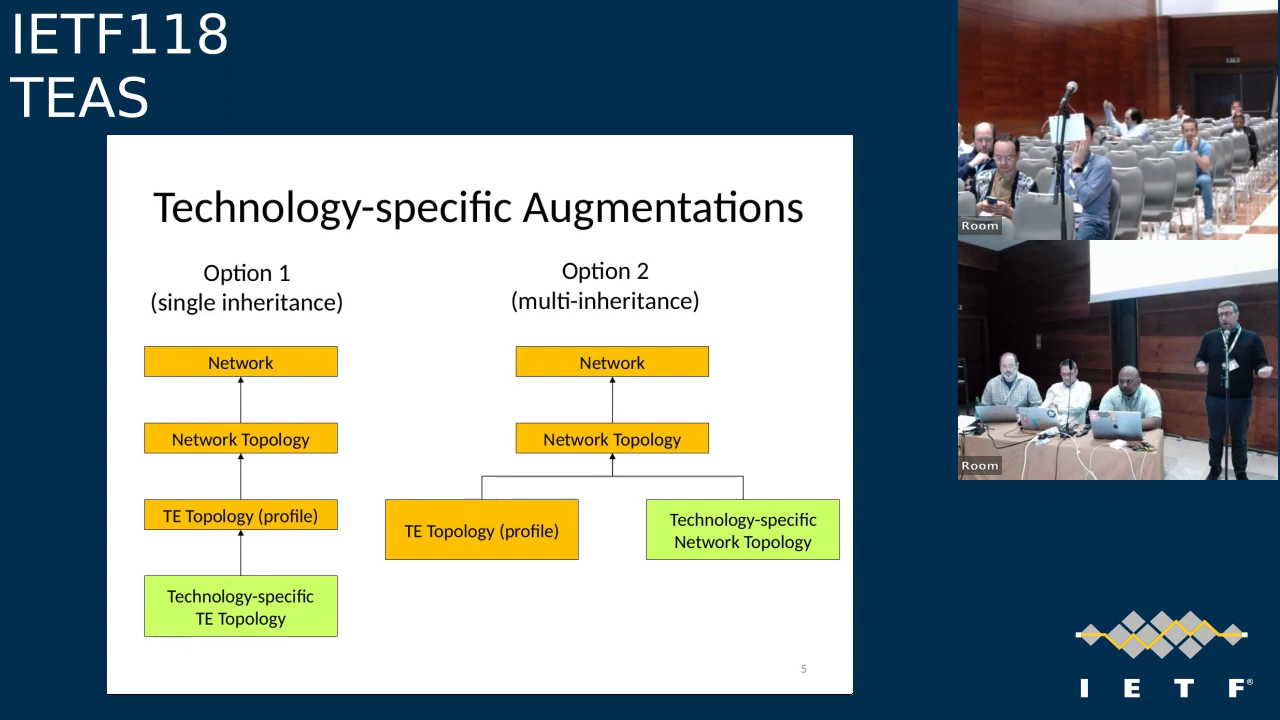 IETF118
TEAS
Technology-specific Augmentations
Option 1
(single inheritance)
Option 2
(multi-inheritance)
Network
Network Topology
TE Topology (profile)
Technology-specific
TE Topology
Network
Network Topology
TE Topology (profile)
Technology-specific
Network Topology
5
Room
Room
I E T F®